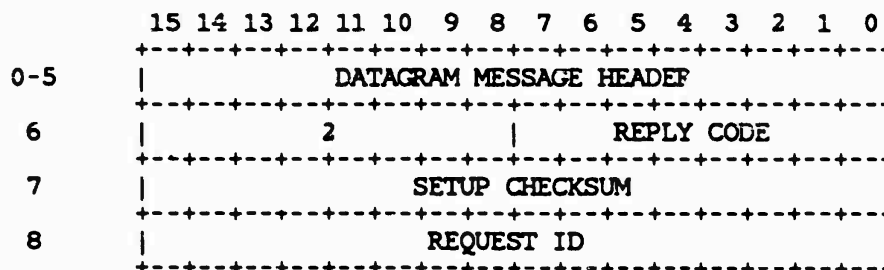 15 14 13 12 11 10 9 8 7 6 5 4 3 2 1 0
+--+--+--+--+--+--+--+--+--+--+--+--+--+--+--+--+
0-5 | DATAGRAM MESSAGE HEADER
+--+--+--+--+--+--+--+--+--+--+--+--+--+--+--+--+
6 | 2 | REPLY CODE
+--+--+--+--+--+--+--+--+--+--+--+--+--+--+--+--+
7 | SETUP CHECKSUM
+--+--+--+--+--+--+--+--+--+--+--+--+--+--+--+--+
8 | REQUEST ID
+--+--+--+--+--+--+--+--+--+--+--+--+--+--+--+--+